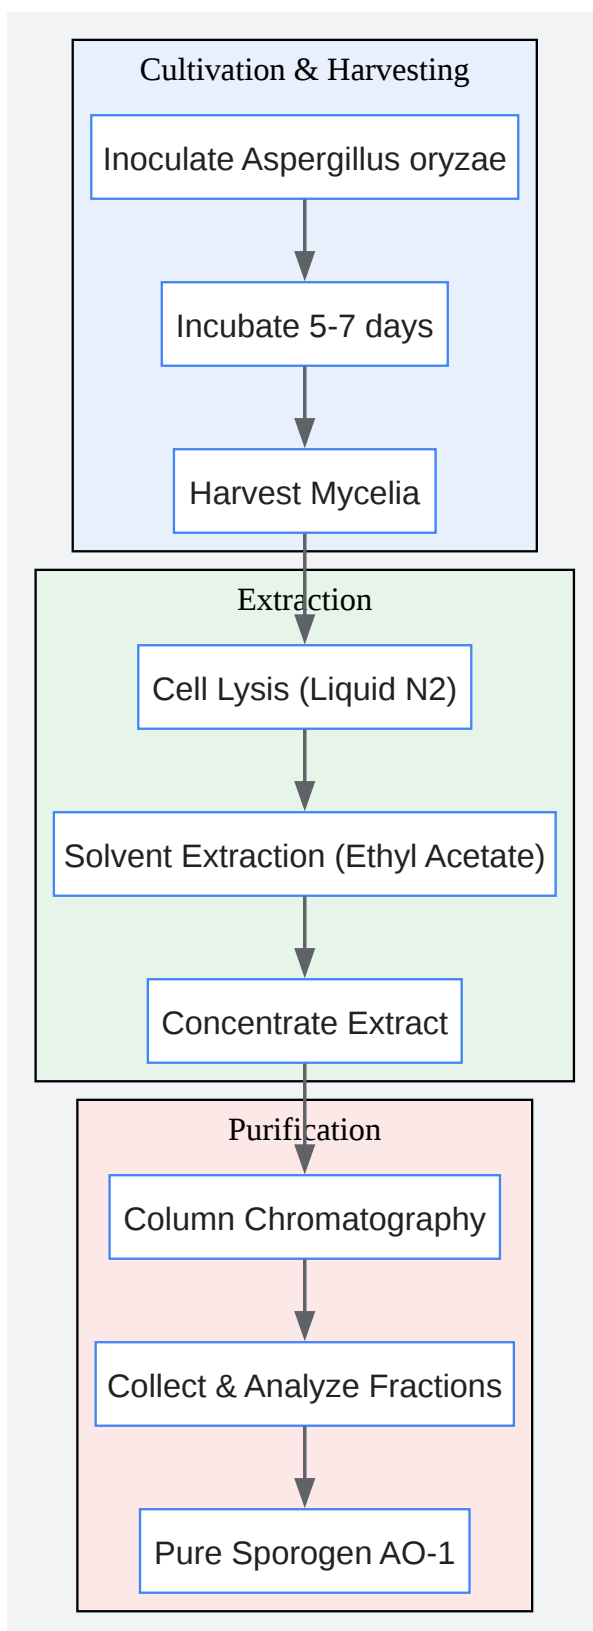 Cultivation & Harvesting
Inoculate Aspergillus oryzae
Incubate 5-7 days
Harvest Mycelia
Extraction
Cell Lysis (Liquid N2)
Solvent Extraction (Ethyl Acetate)
Concentrate Extract
Purification
Column Chromatography
Collect & Analyze Fractions
Pure Sporogen AO-1